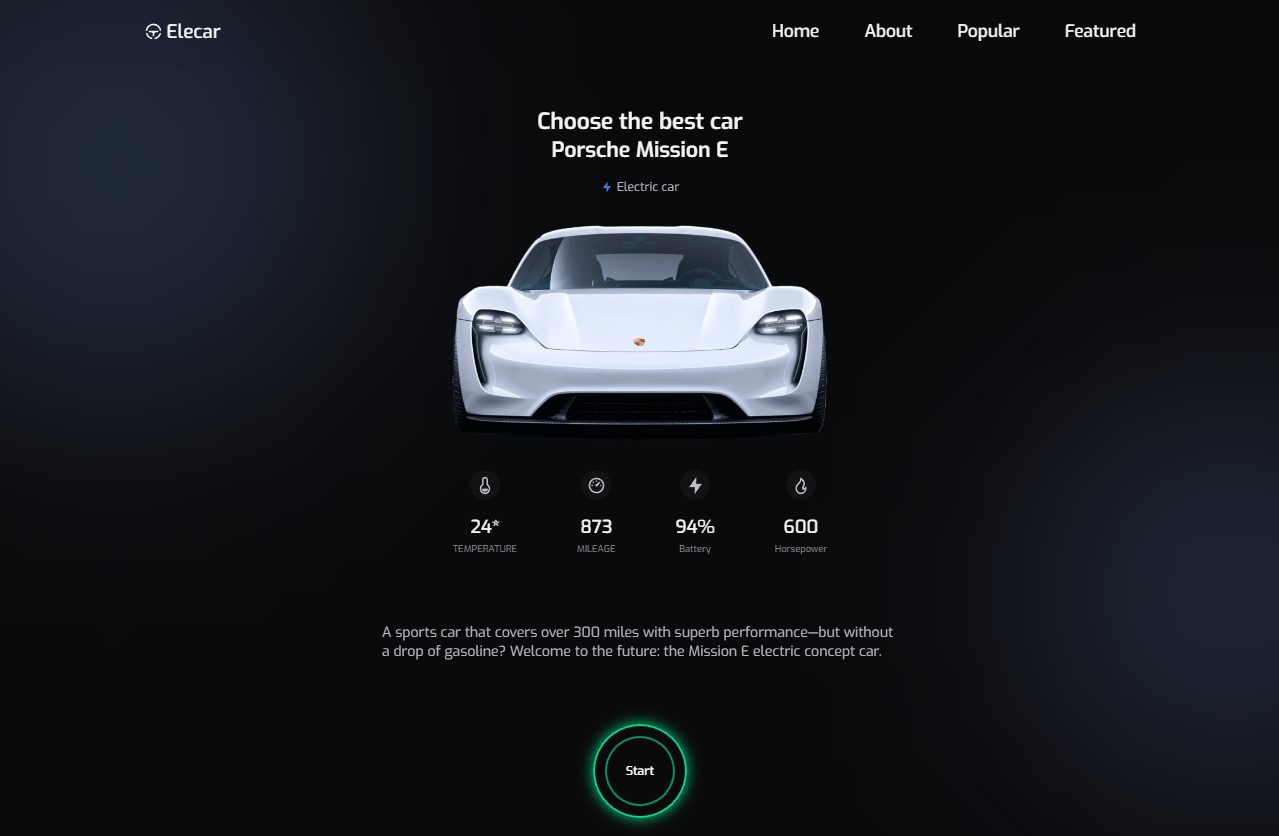 Elecar
Home
About
Popular
Featured
Choose the best car
Porsche Mission E
Electric car
24*
TEMPERATURE
873
MILEAGE
94%
Battery
600
Horsepower
A sports car that covers over 300 miles with superb performance—but without
a drop of gasoline? Welcome to the future: the Mission E electric concept car.
Start